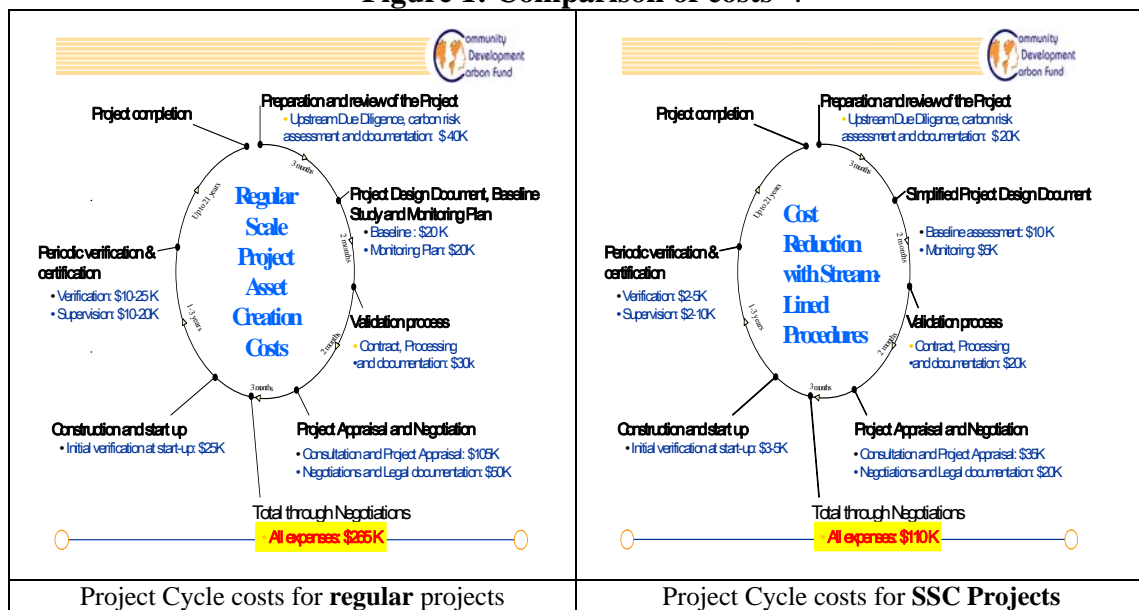 Figure 1: Comparison of costs
Community
Development
Carbon Fund
Project completion
Preparation and review of the Project
• Upstream Due Diligence, carbon risk
assessment and documentation: $40K
3 months
Project Design Document, Baseline
Study and Monitoring Plan
• Baseline : $20K
• Monitoring Plan: $20K
2 months
Validation process
• Contract, Processing
•and documentation: $30k
2 months
Project Appraisal and Negotiation
• Consultation and Project Appraisal: $105K
• Negotiations and Legal documentation: $50K
3 months
Total through Negotiations
• All expenses: $265K
Construction and start up
• Initial verification at start-up: $25K
1-3 years
Periodic verification &
certification
• Verification: $10-25K
• Supervision: $10-20K
Up to 21 years
Regular
Scale
Project
Asset
Creation
Costs
Project Cycle costs for regular projects
Community
Development
Carbon Fund
Project completion
Preparation and review of the Project
• Upstream Due Diligence, carbon risk
assessment and documentation: $20K
3 months
Simplified Project Design Document
• Baseline assessment: $10K
• Monitoring: $5K
2 months
Validation process
• Contract, Processing
•and documentation: $20k
2 months
Project Appraisal and Negotiation
• Consultation and Project Appraisal: $35K
• Negotiations and Legal documentation: $20K
3 months
Total through Negotiations
• All expenses: $110K
Construction and start up
• Initial verification at start-up: $3-5K
1-3 years
Periodic verification &
certification
• Verification: $2-5K
• Supervision: $2-10K
Up to 21 years
Cost
Reduction
with Stream-
Lined
Procedures
Project Cycle costs for SSC Projects